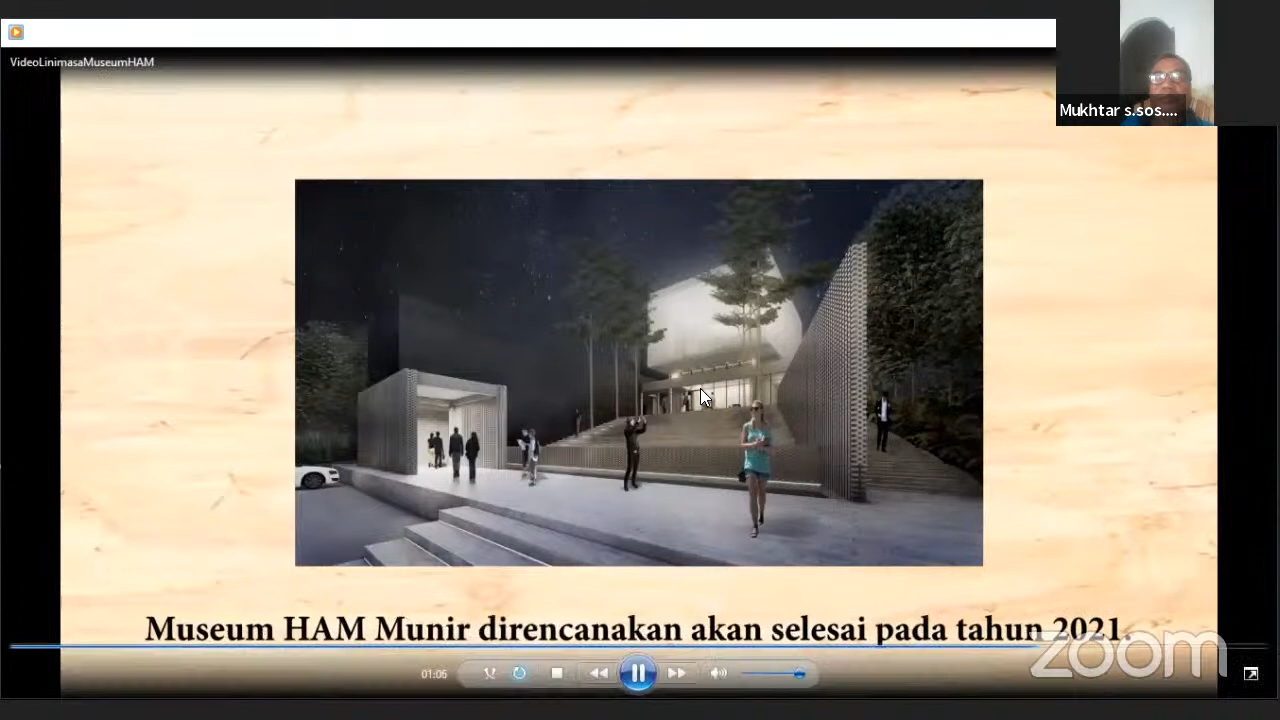 VideoLinimasaMuseumHAM
Mukhtar s.sos....
Museum HAM Munir direncanakan akan selesai pada tahun 2021.
01:06
zoom